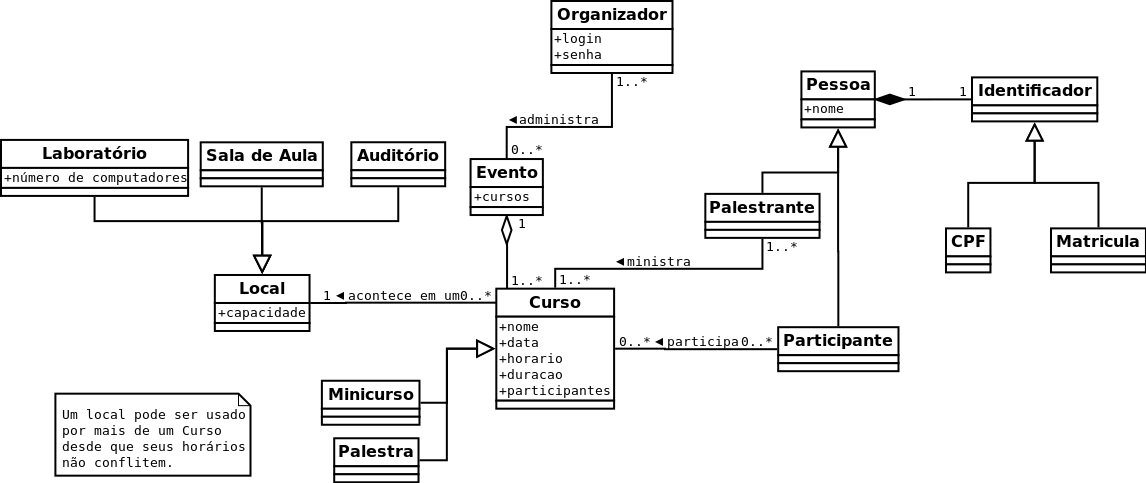 Organizador
+login
+senha
1..*
administra
0..*
Pessoa
+nome
1
1
Identificador
Laboratório
+número de computadores
Sala de Aula
Auditório
Evento
+cursos
1
Palestrante
1..*
CPF
Matricula
ministra
1..*
1..*
Local
+capacidade
1
acontece em um
0..*
Curso
+nome
+data
+horario
+duracao
+participantes
0..*
participa
0..*
Participante
Minicurso
Palestra
Um local pode ser usado
por mais de um Curso
desde que seus horários
não conflitem.